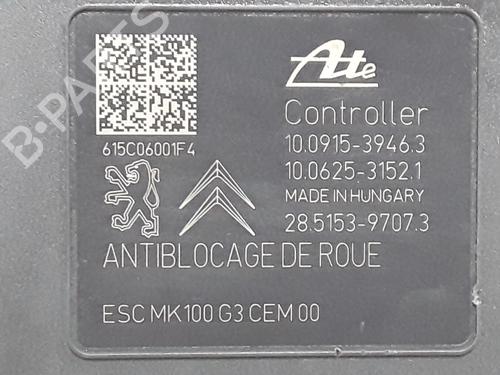 B-PARTS
Ate
615C06001F4
Controller
10.0915-3946.3
10.0625-3152.1
MADE IN HUNGARY
28.5153-9707.3
ANTIBLOCAGE DE ROUE
ESC MK100 G3 CEM 00